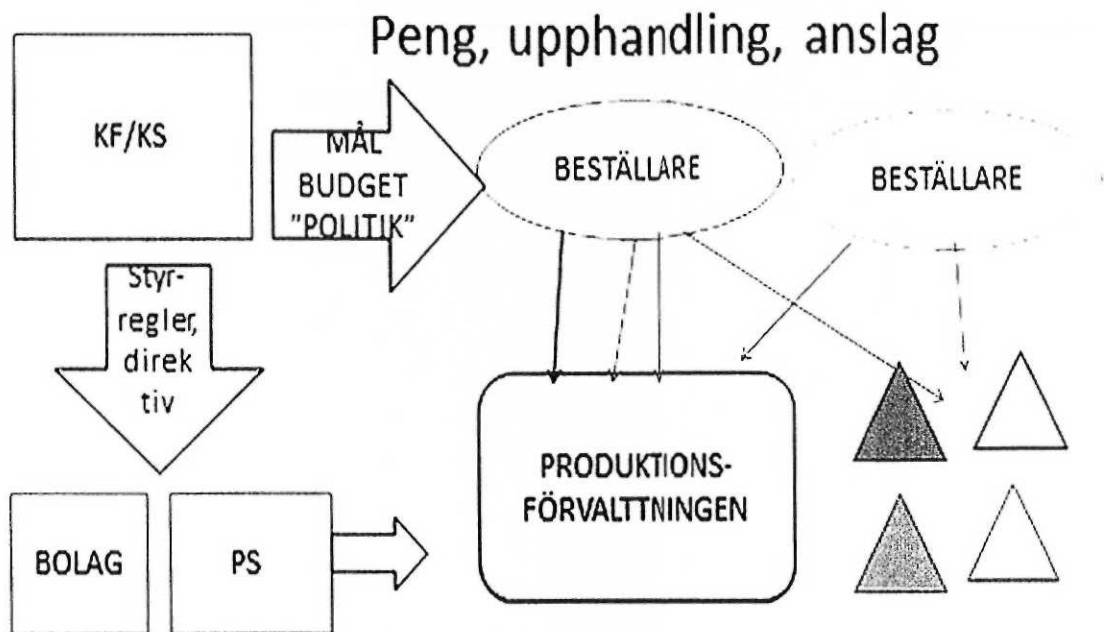 Peng, upphandling, anslag
KF/KS
MÅL
BUDGET
"POLITIK"
BESTÄLLARE
BESTÄLLARE
Styr-
regler,
direk
tiv
PRODUKTIONS-
FÖRVALTTNINGEN
BOLAG
PS